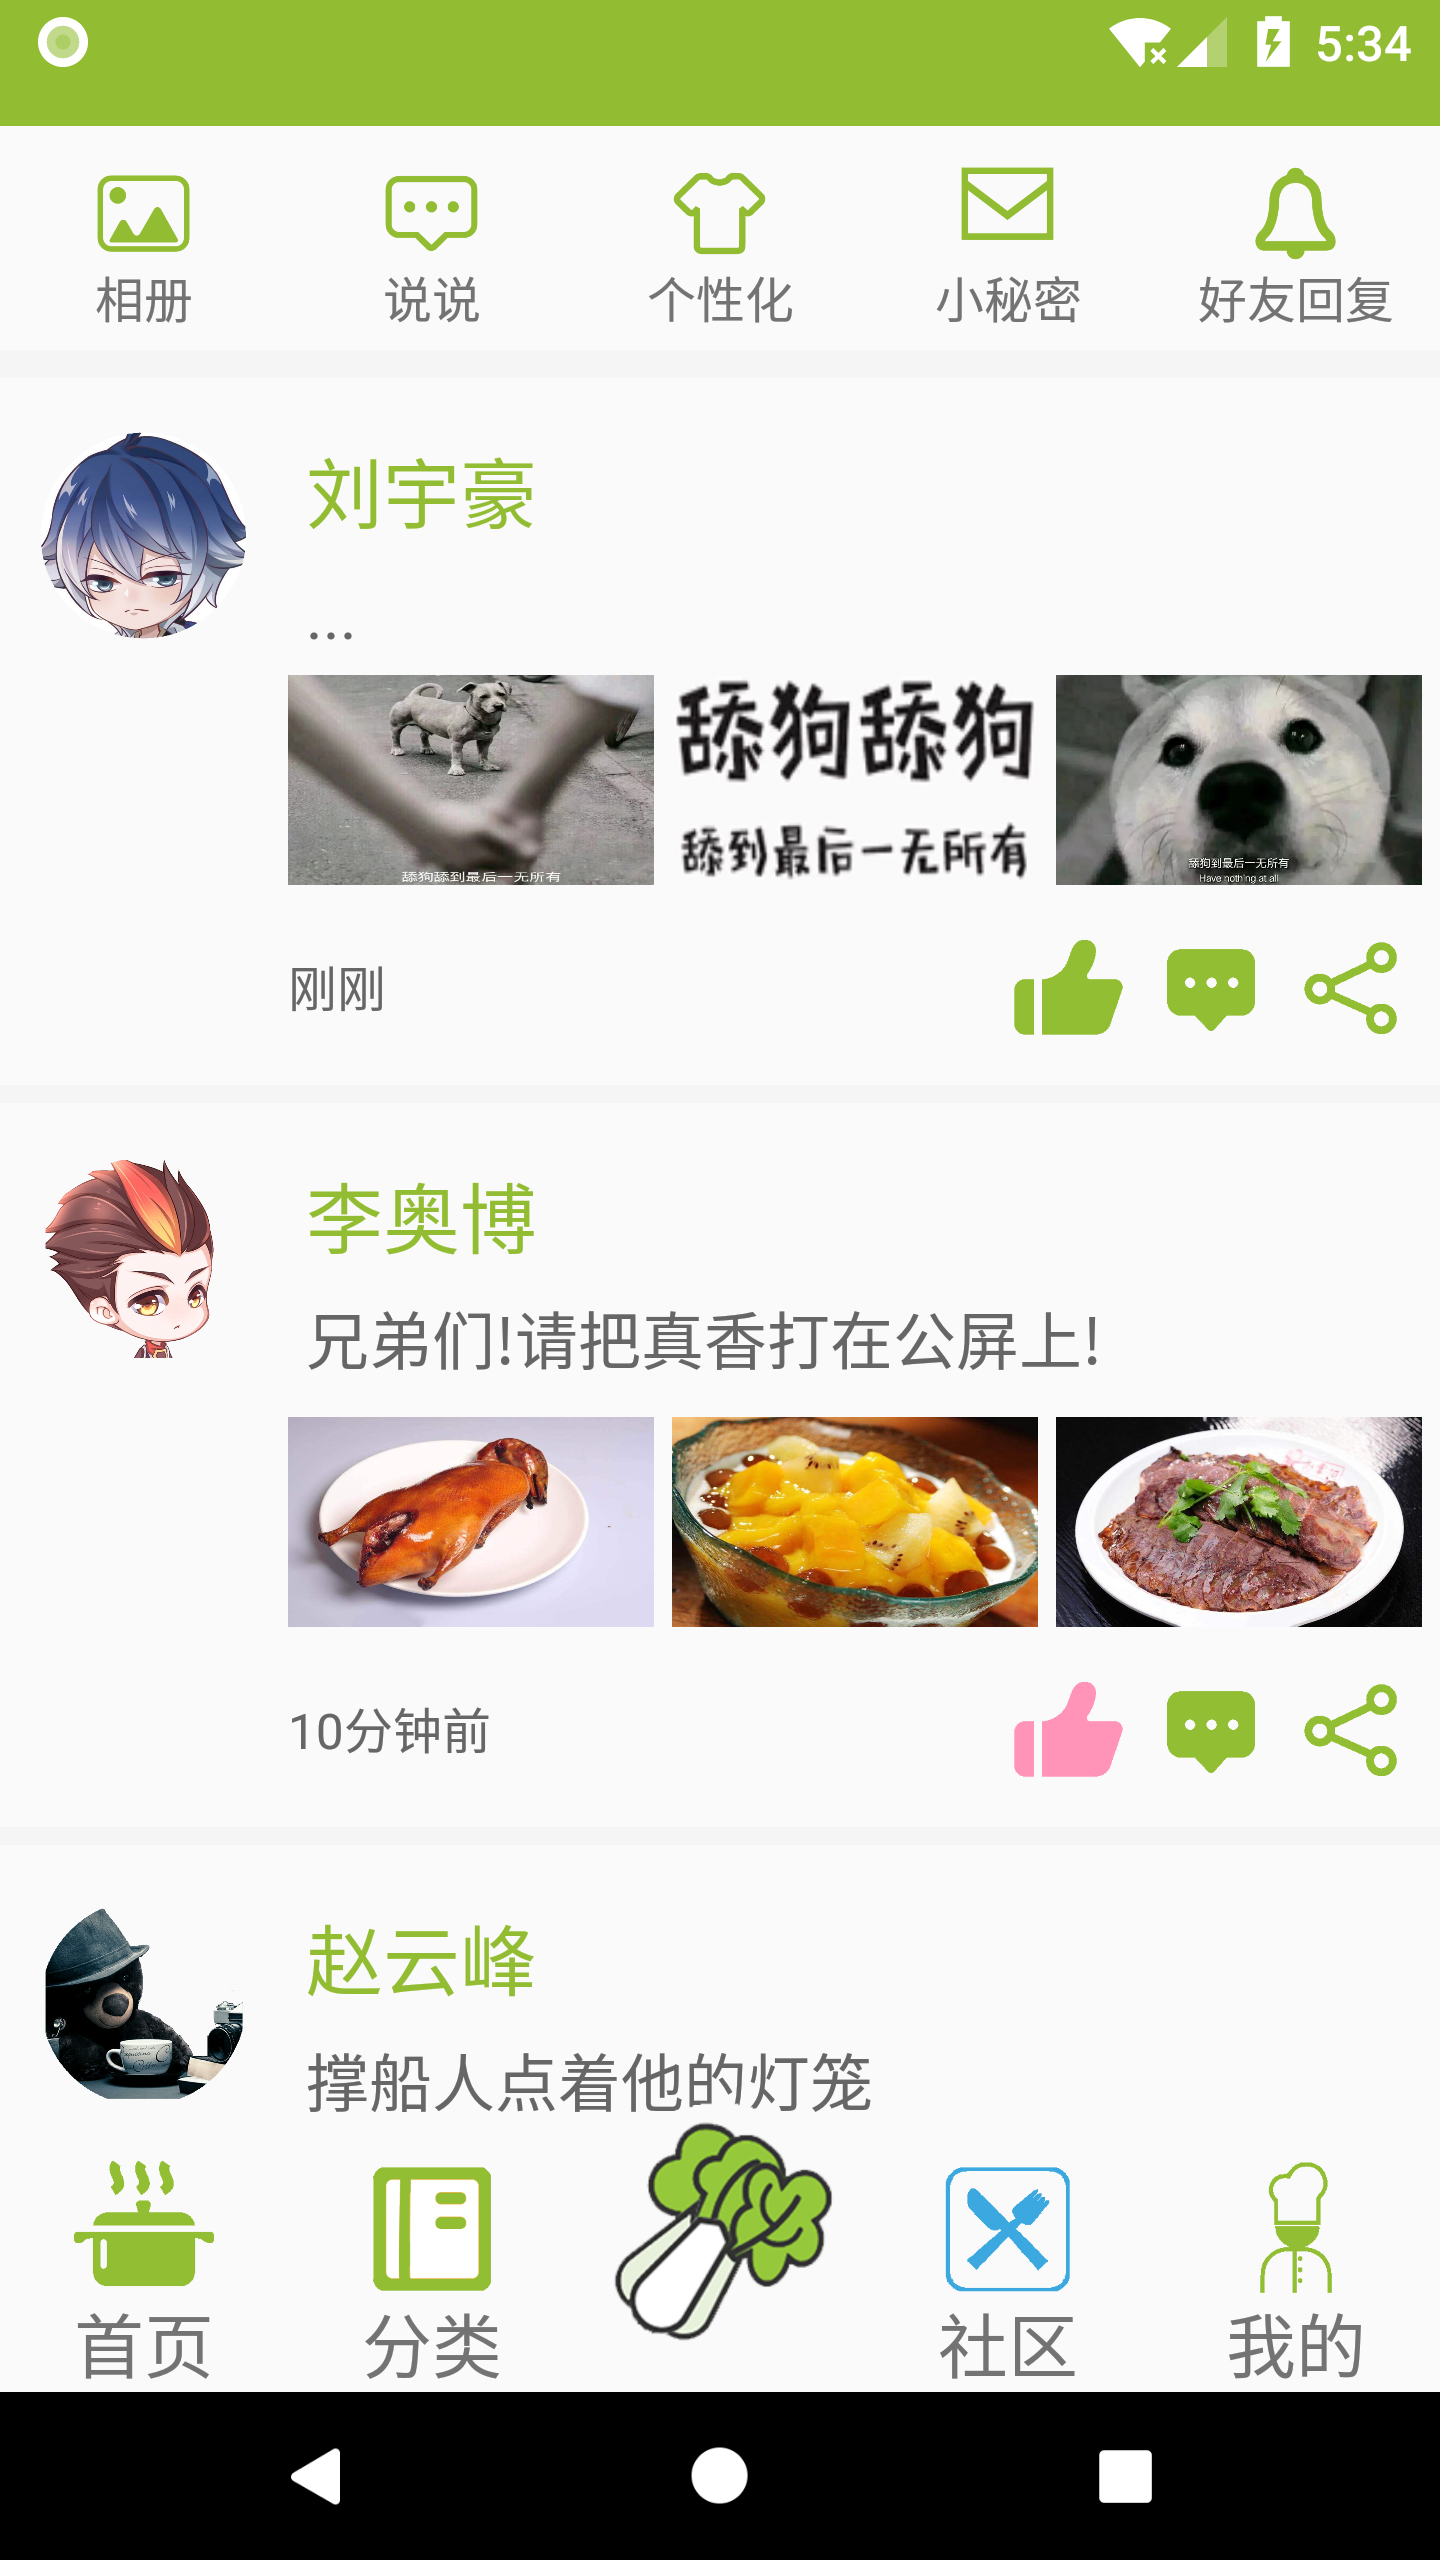 5:34
相册
说说
个性化
小秘密
好友回复
刘宇豪
...
舔狗舔到最后一无所有
舔狗舔狗
舔到最后一无所有
舔狗到最后一无所有
Have nothing at all
刚刚
李奥博
兄弟们!请把真香打在公屏上!
10分钟前
赵云峰
撑船人点着他的灯笼
首页
分类
社区
我的